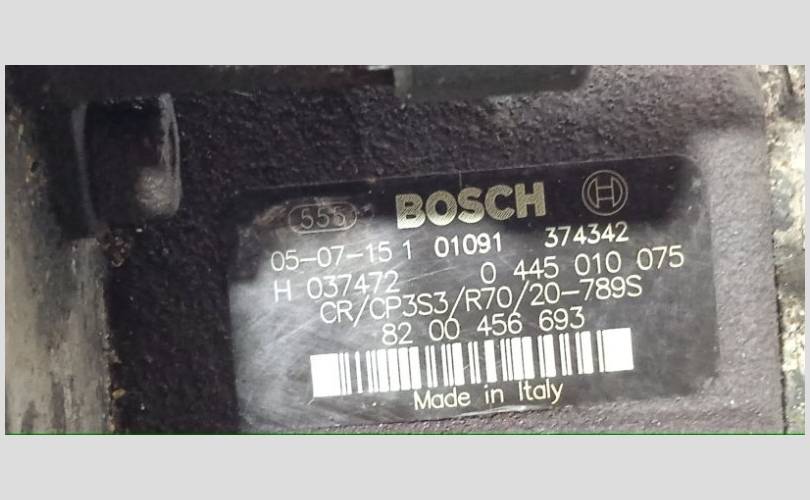 555 BOSCH H
05-07-15 1 01091 374342
H 037472 0 445 010 075
CR/CP3S3/R70/20-789S
82 00 456 693
Made in Italy